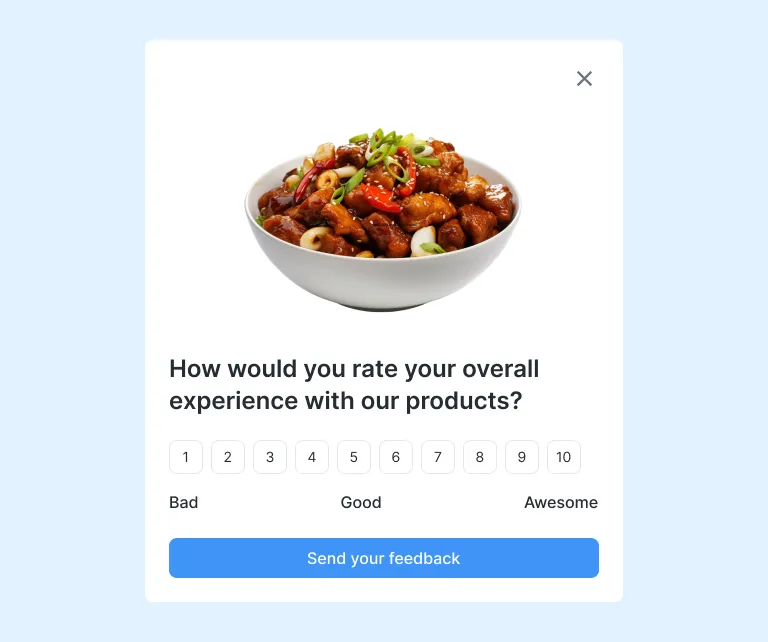 How would you rate your overall
experience with our products?
1 2 3 4 5 6 7 8 9 10
Bad Good Awesome
Send your feedback